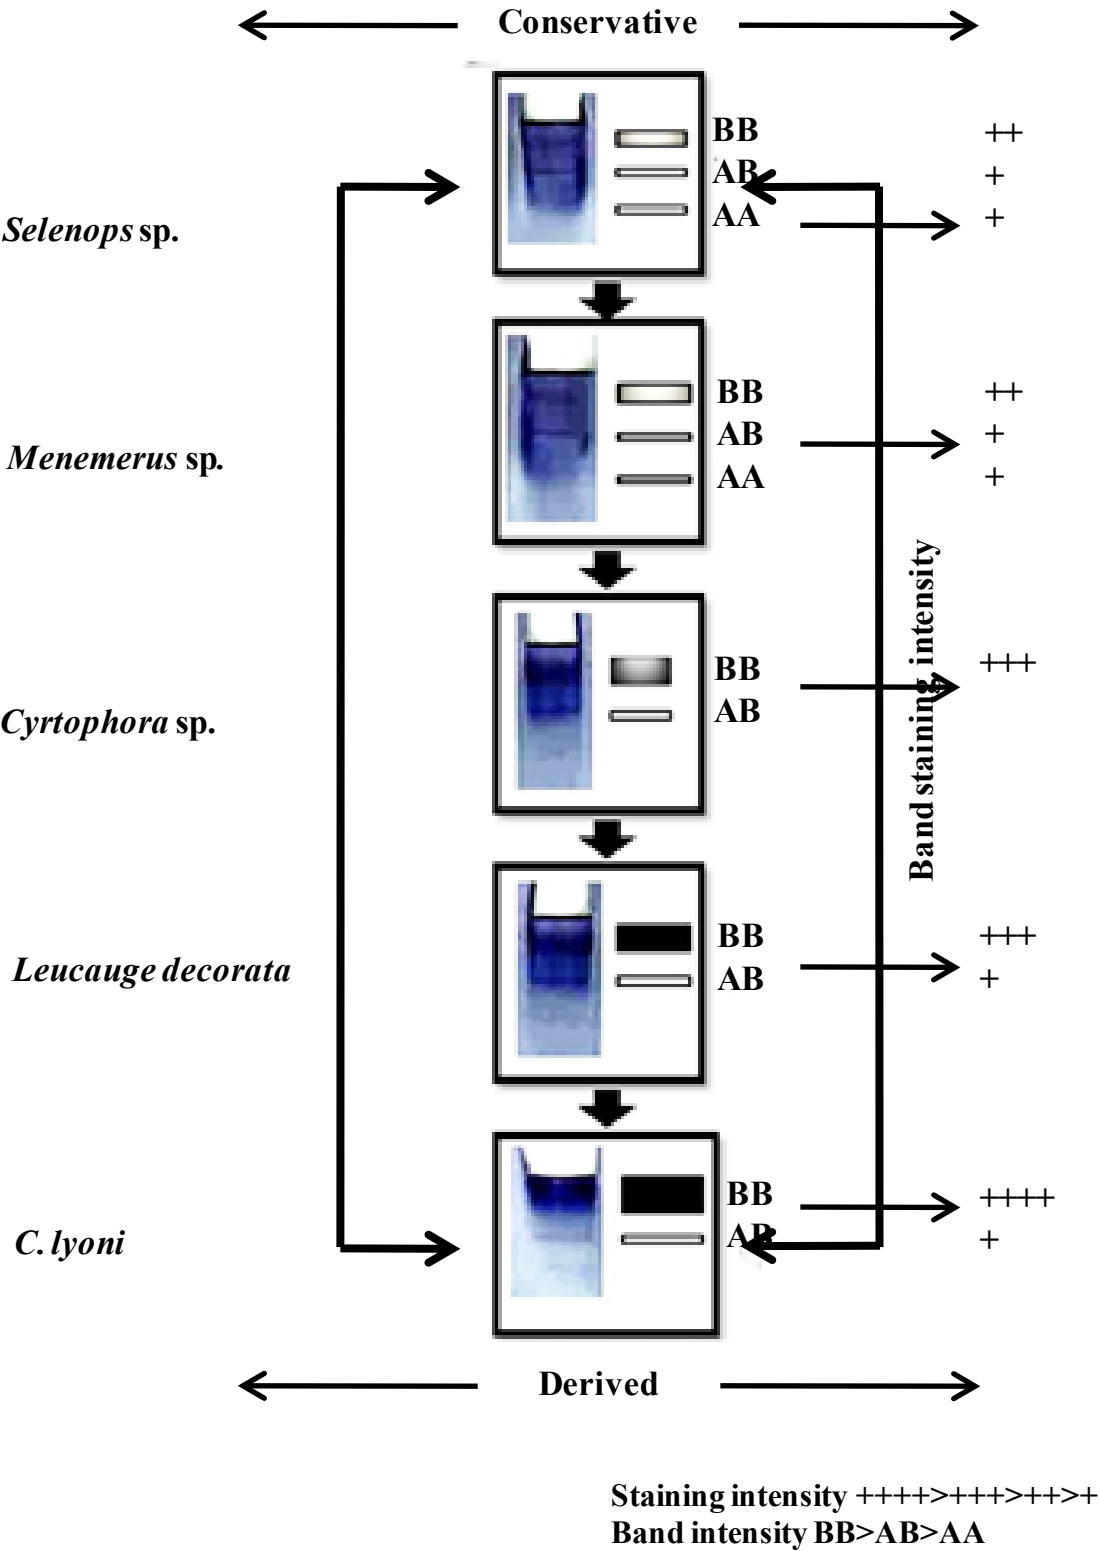 Conservative
BB ++
AB +
AA +
Selenops sp.
BB ++
AB +
AA +
Menemerus sp.
BB +++
AB
Cyrtophora sp.
Band staining intensity
BB +++
AB +
Leucauge decorata
BB ++++
AB +
C. lyoni
Derived
Staining intensity ++++>+++>++>+
Band intensity BB>AB>AA